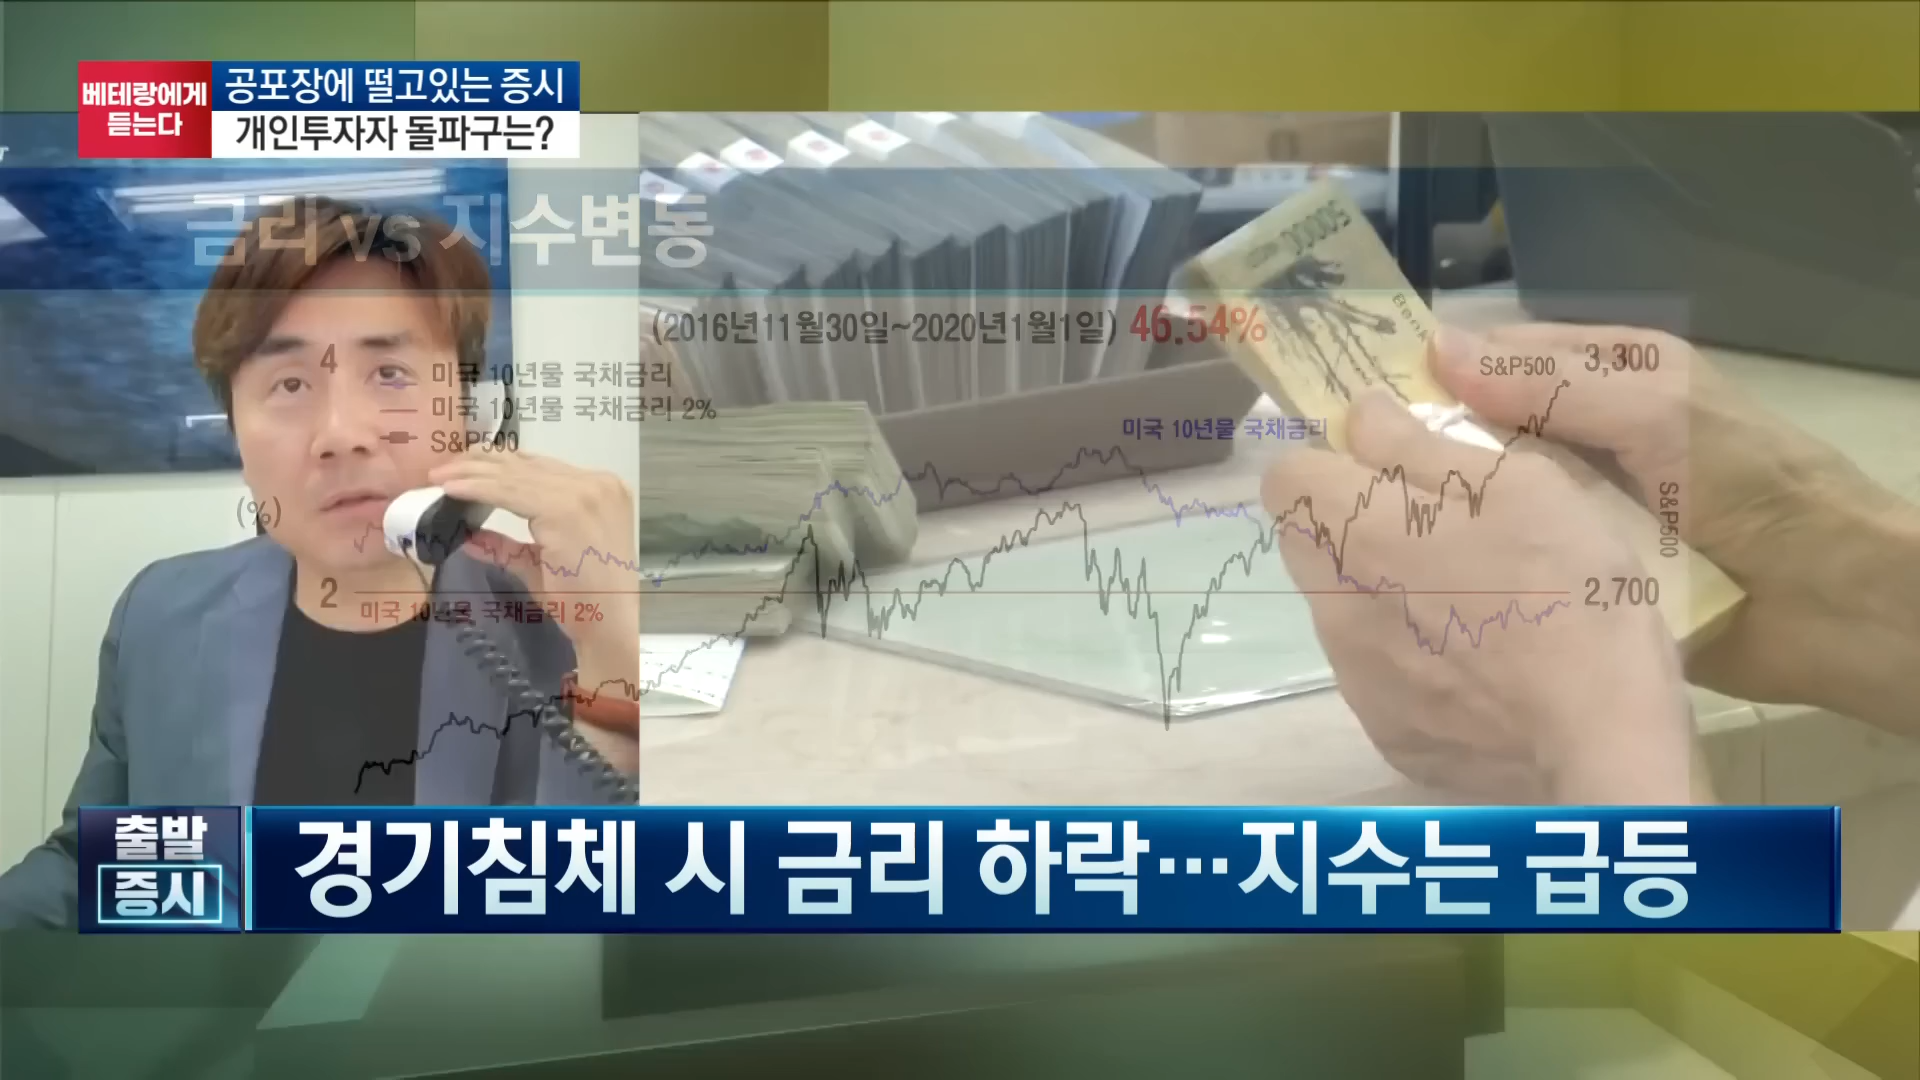 베테랑에게
듣는다
공포장에 떨고있는 증시
개인투자자 돌파구는?
금리 vs 지수변동
(2016년11월30일~2020년1월1일) 46.54%
4
미국 10년물 국채금리
미국 10년물 국채금리 2%
S&P500
(%)
미국 10년물 국채금리
S&P500
3,300
S&P500
2
미국 10년물 국채금리 2%
2,700
50000
출발
증시
경기침체 시 금리 하락…지수는 급등